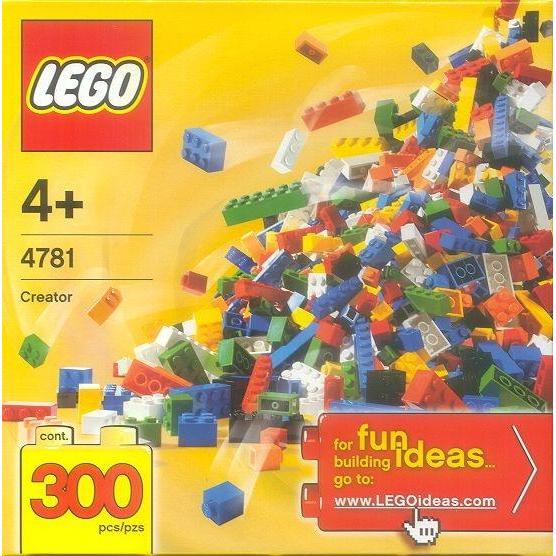 LEGO
4+
4781
Creator
cont.
300
pcs/pzs
for fun
building ideas...
go to:
www.LEGOideas.com